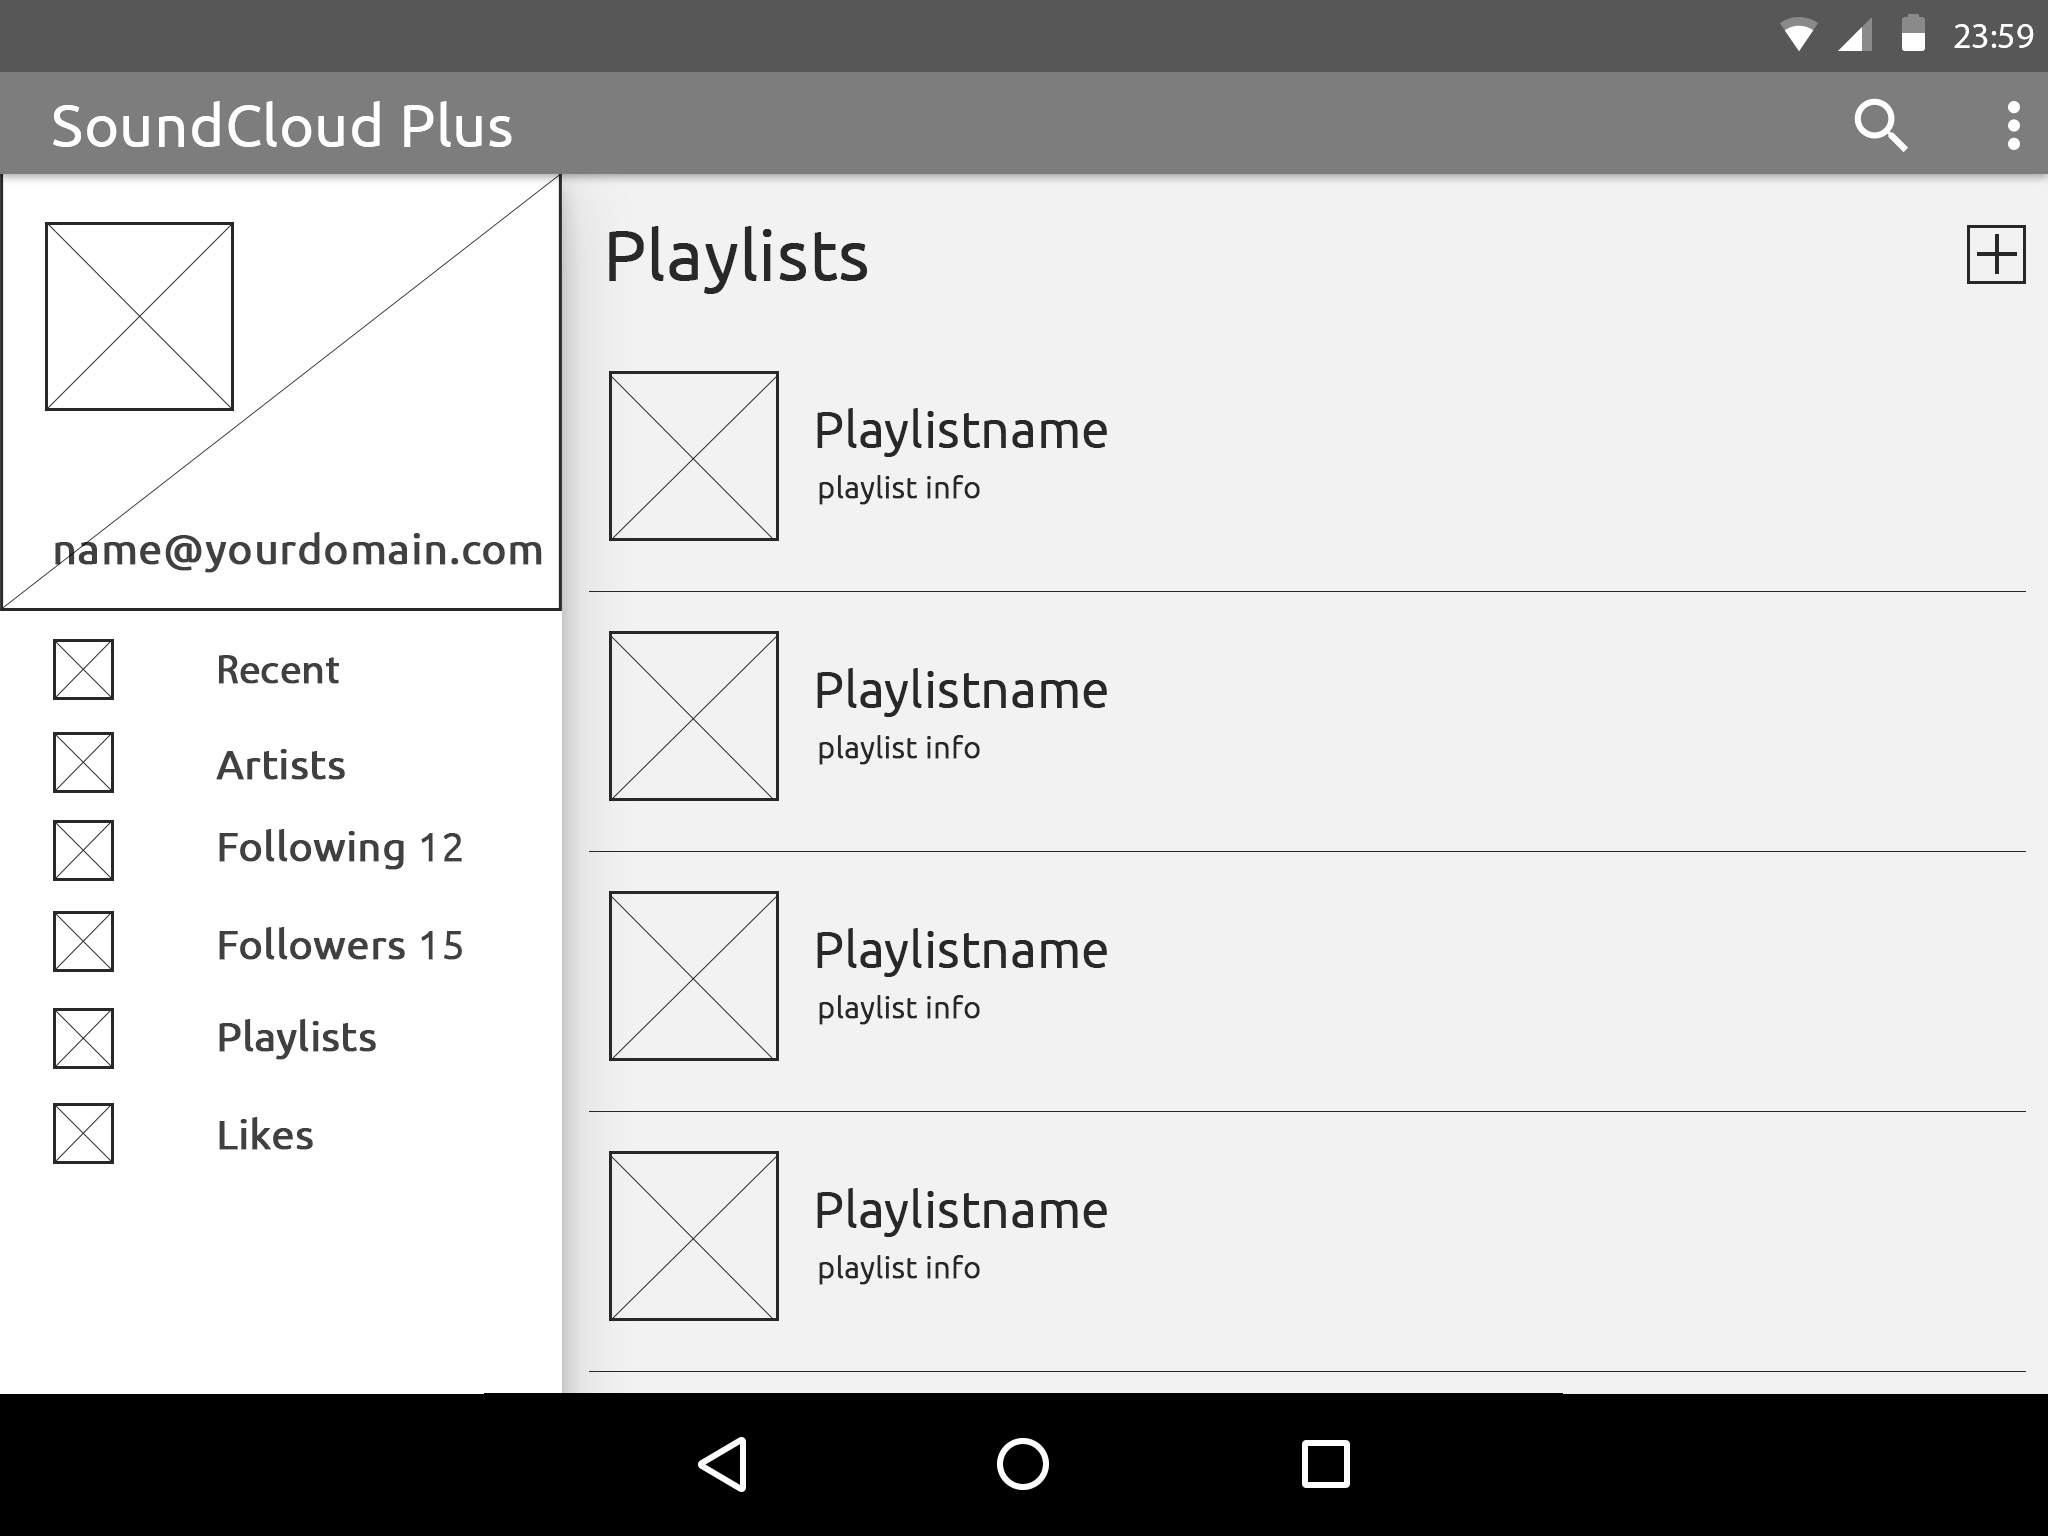 23:59
SoundCloud Plus
name@yourdomain.com
Recent
Artists
Following 12
Followers 15
Playlists
Likes
Playlists
Playlistname
playlist info
Playlistname
playlist info
Playlistname
playlist info
Playlistname
playlist info